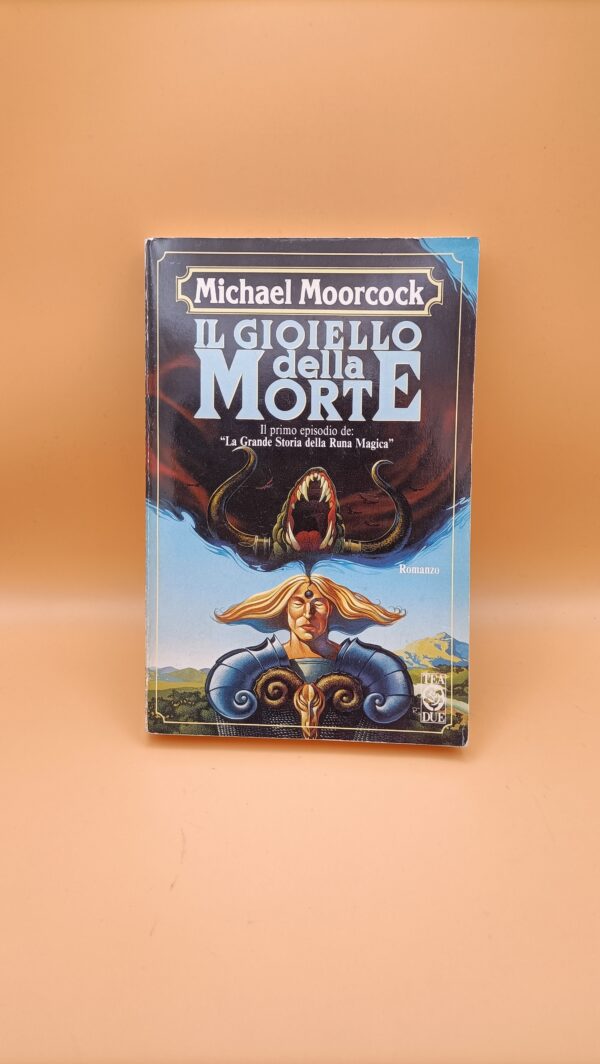 Michael Moorcock
IL GIOIELLO
della
MORTE
Il primo episodio de:
"La Grande Storia della Runa Magica"
Romanzo
TEA
DUE